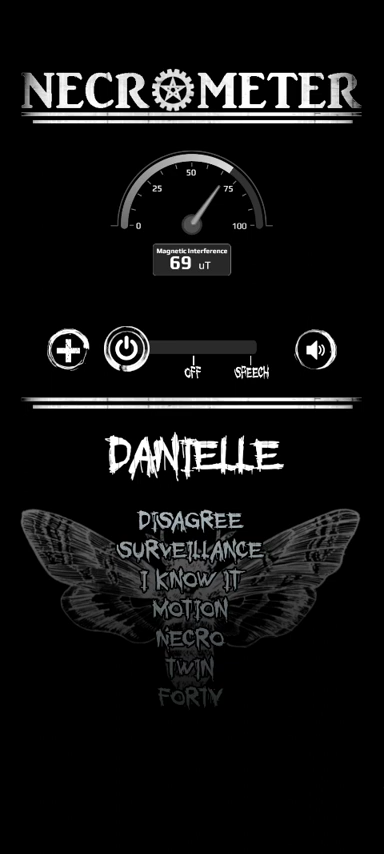 NECROMETER
50
25
75
0
100
Magnetic Interference
69 uT
OFF
SPEECH
DANIELLE
DISAGREE
SURVEILLANCE
I KNOW IT
MOTION
NECRO
TWIN
FORTY